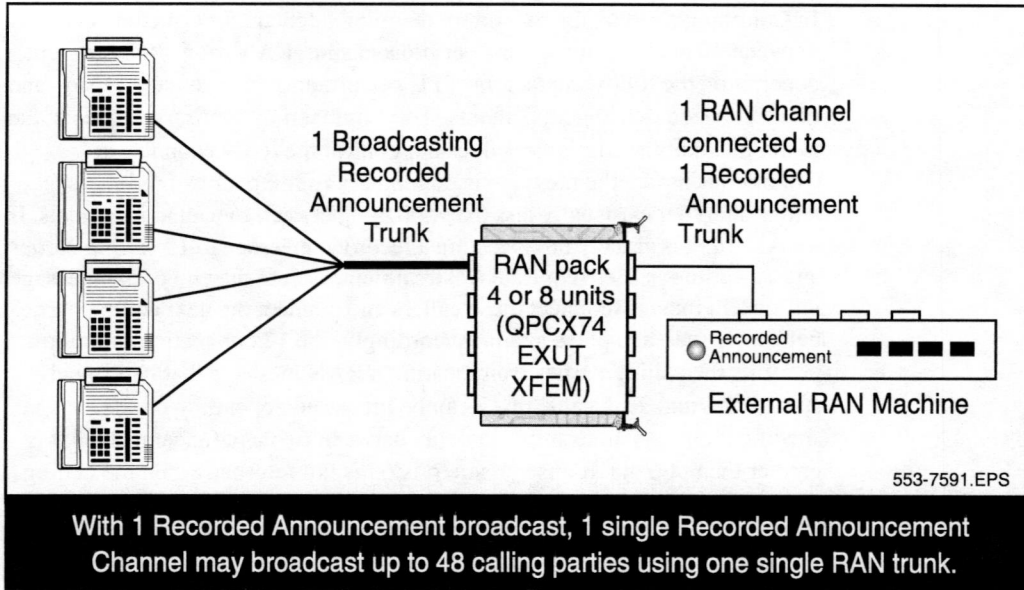 1 Broadcasting
Recorded
Announcement
Trunk
1 RAN channel
connected to
1 Recorded
Announcement
Trunk
RAN pack
4 or 8 units
(QPCX74
EXUT
XFEM)
Recorded
Announcement
External RAN Machine
553-7591.EPS
With 1 Recorded Announcement broadcast, 1 single Recorded Announcement
Channel may broadcast up to 48 calling parties using one single RAN trunk.